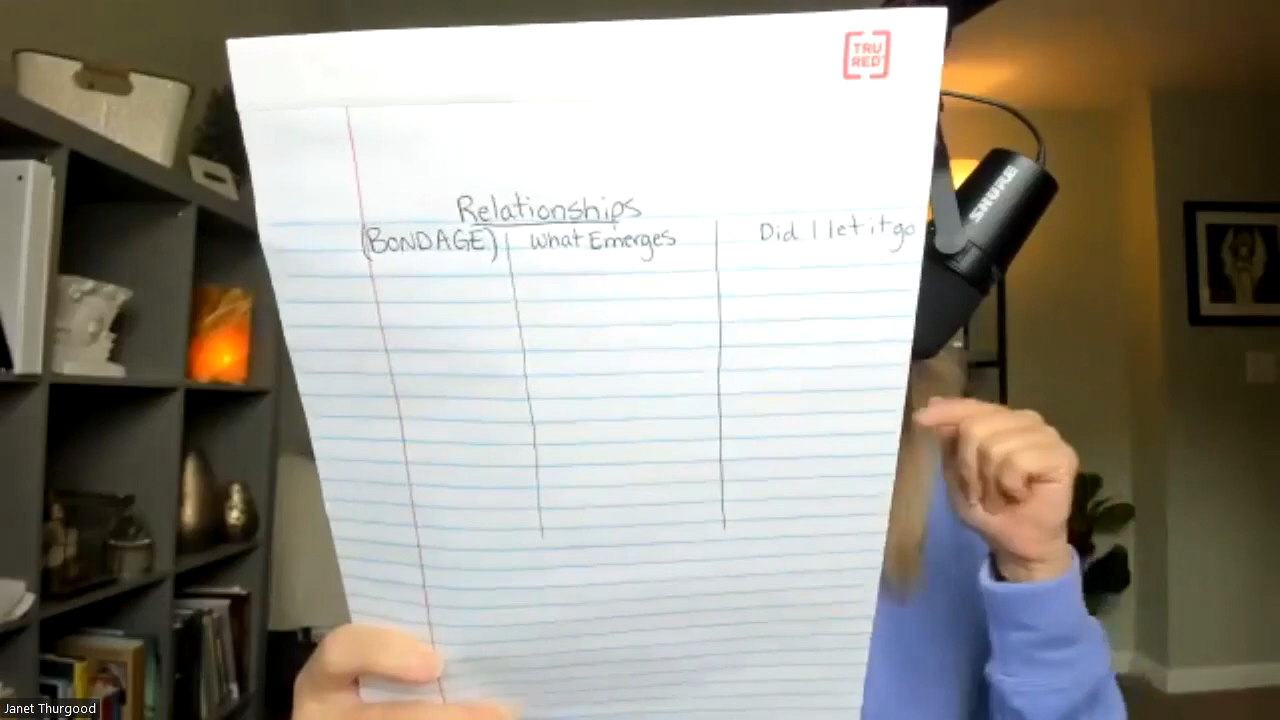 TRU
RED
Relationships
(BONDAGE) What Emerges Did I let it go
SHURE
Janet Thurgood